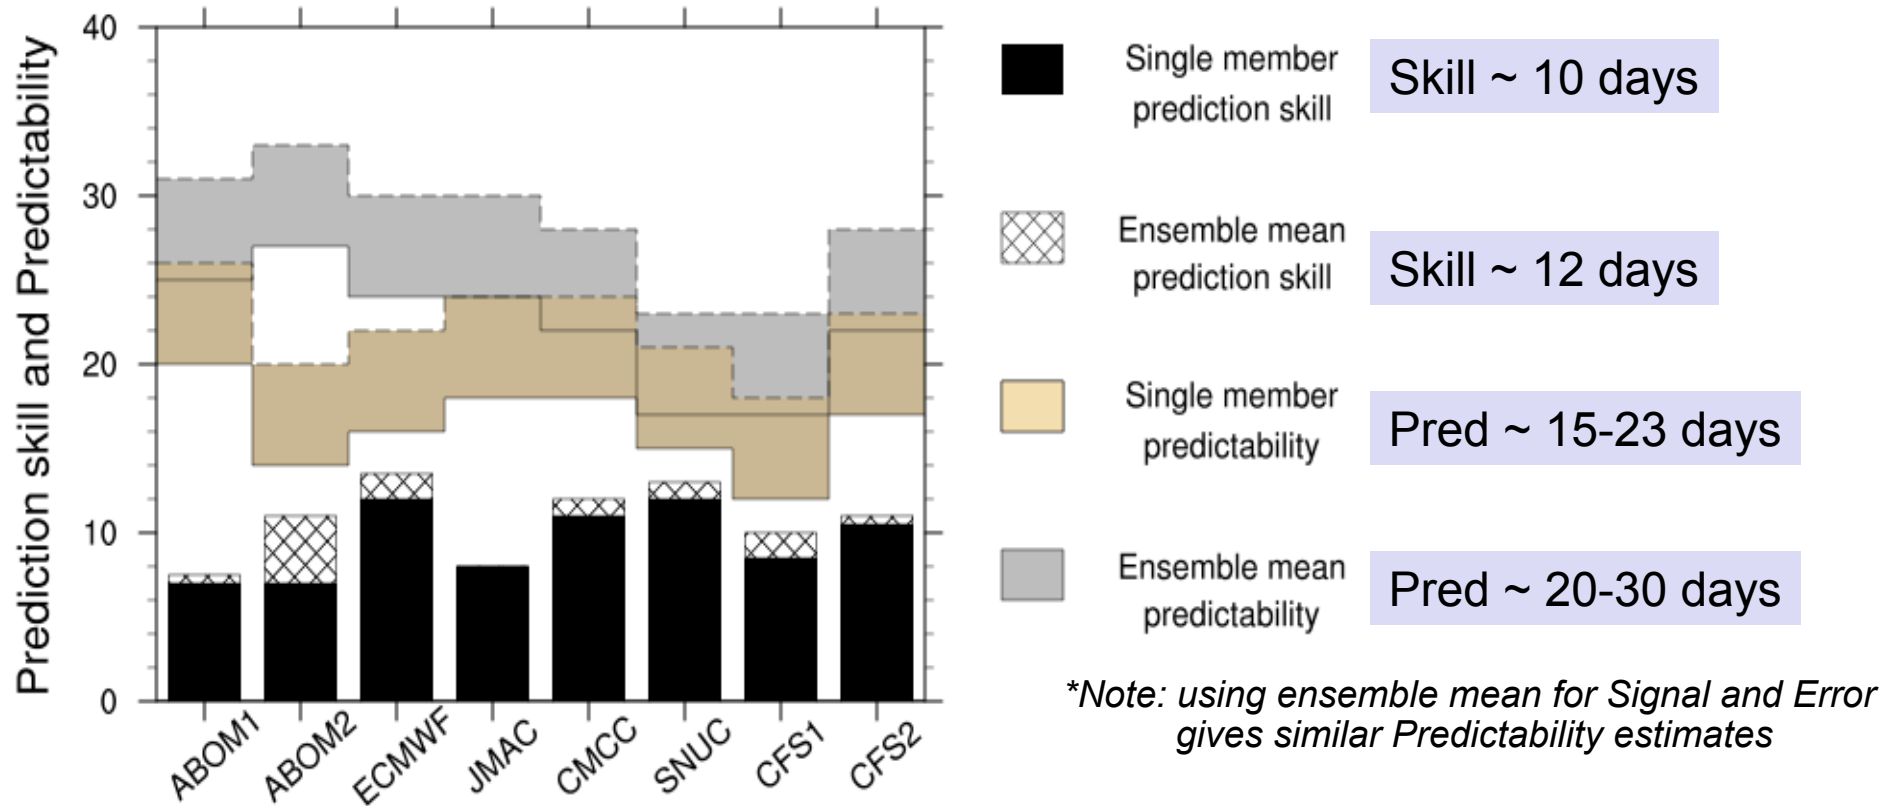 Prediction skill and Predictability
40
30
20
10
0
ABOM1
ABOM2
ECMWF
JMAC
CMCC
SNUC
CFS1
CFS2
Single member
prediction skill
Skill ~ 10 days
Ensemble mean
prediction skill
Skill ~ 12 days
Single member
predictability
Pred ~ 15-23 days
Ensemble mean
predictability
Pred ~ 20-30 days
*Note: using ensemble mean for Signal and Error
gives similar Predictability estimates